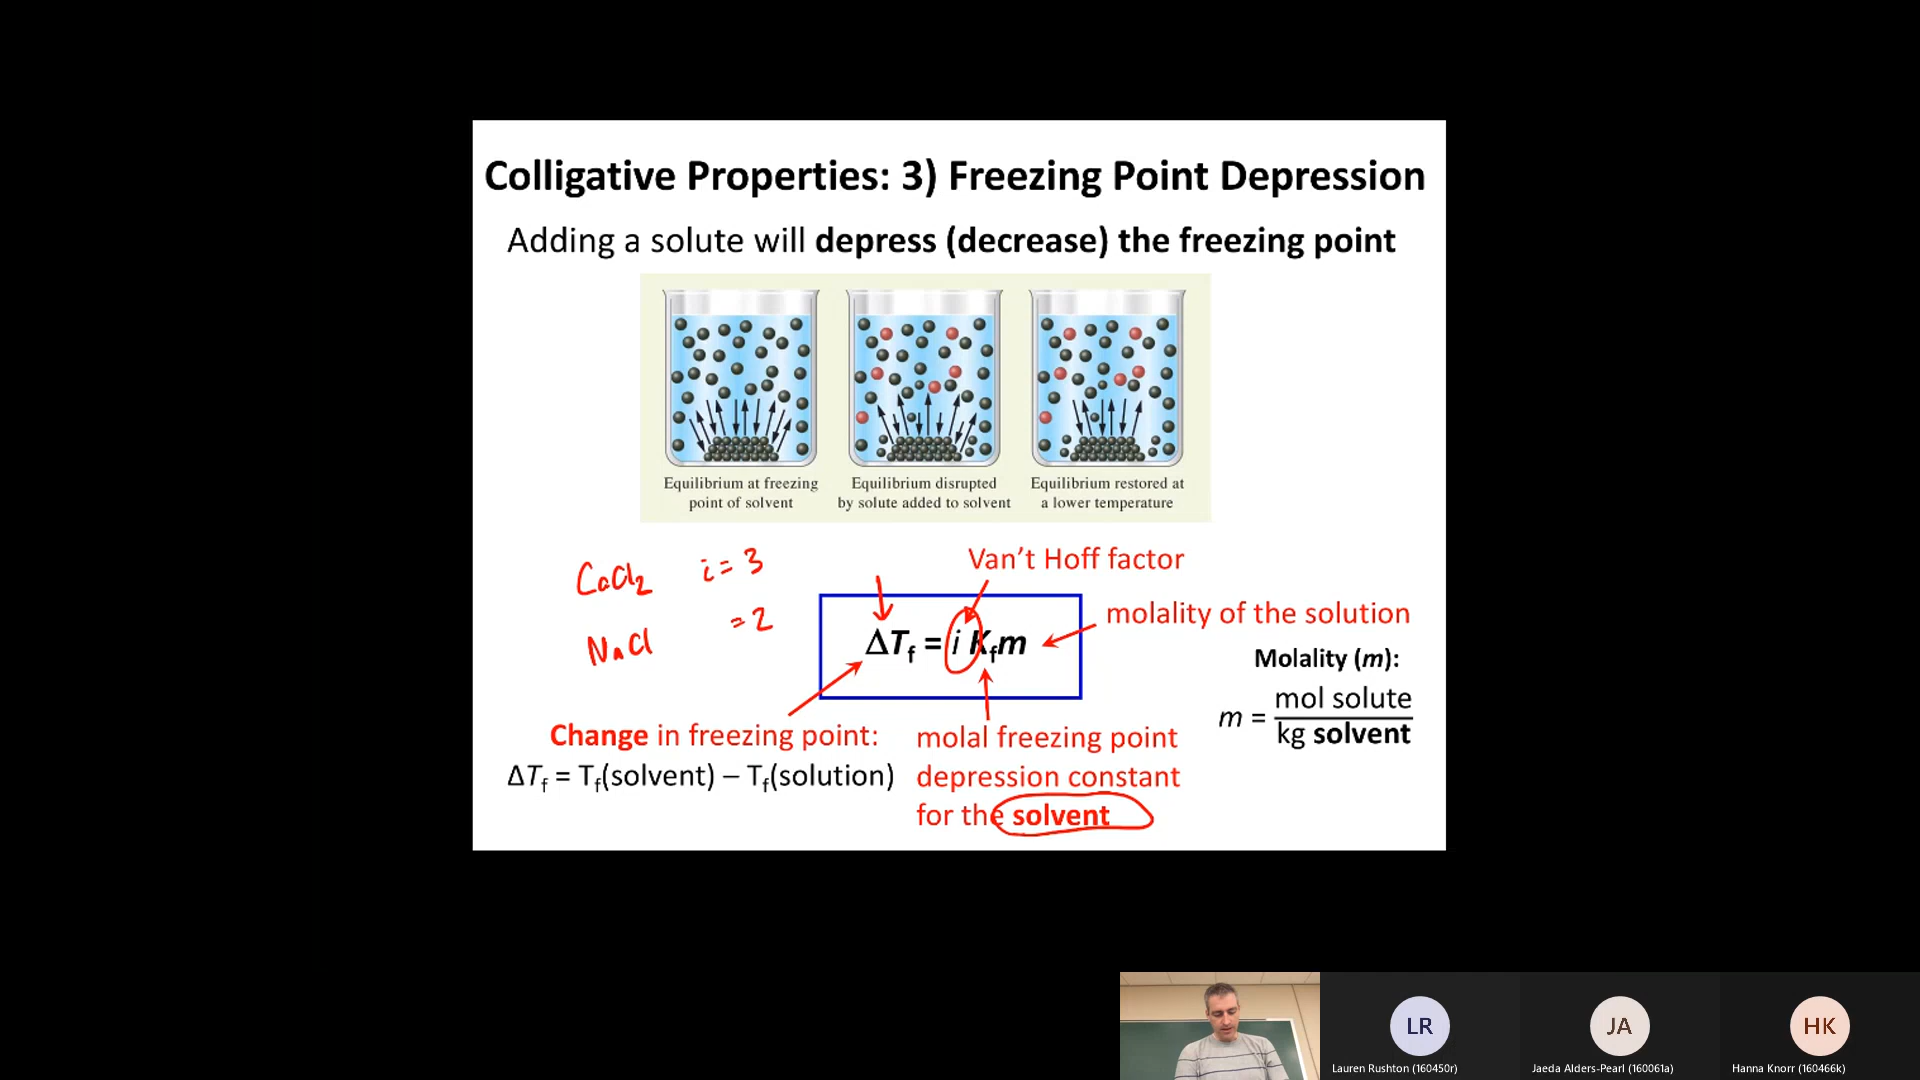 Colligative Properties: 3) Freezing Point Depression
Adding a solute will depress (decrease) the freezing point
Equilibrium at freezing
point of solvent
Equilibrium disrupted
by solute added to solvent
Equilibrium restored at
a lower temperature
CaCl2 i = 3
NaCl = 2
Van't Hoff factor
ΔTf = i Kfm
molality of the solution
Molality (m):
m = mol solute
kg solvent
Change in freezing point:
ΔTf = Tf(solvent) – Tf(solution)
molal freezing point
depression constant
for the solvent
LR
JA
HK
Lauren Rushton (160450r)
Jaeda Alders-Pearl (160061a)
Hanna Knorr (160466k)